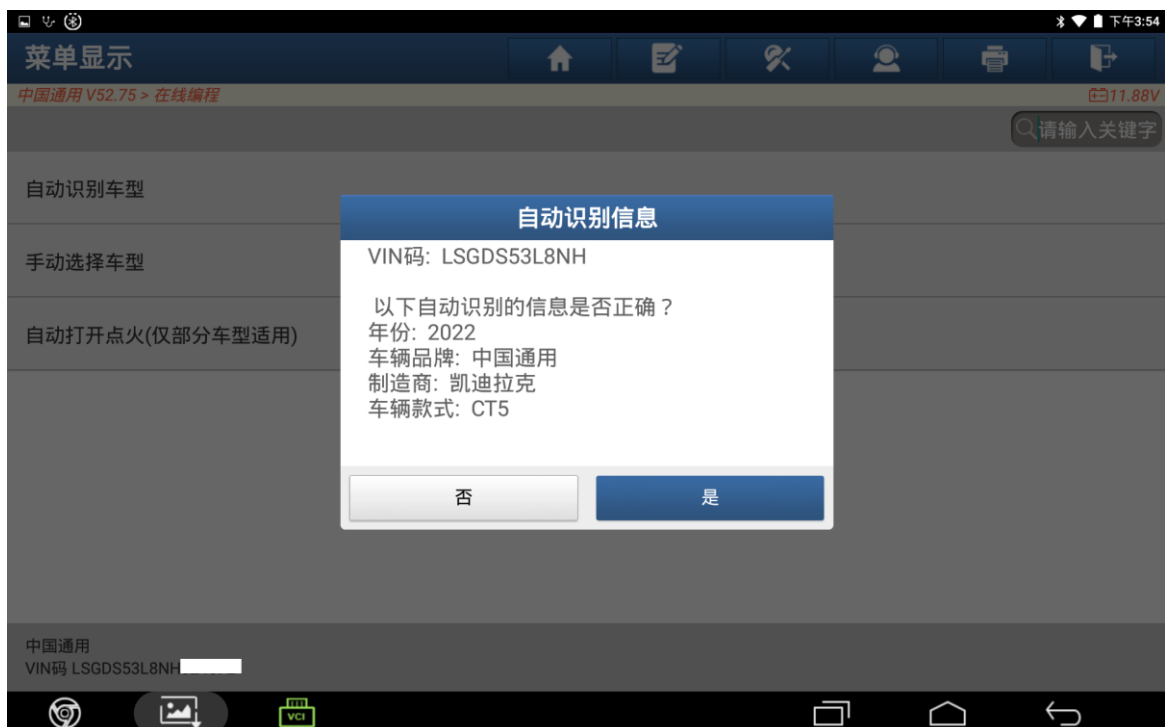 下午3:54
菜单显示
中国通用 V52.75 > 在线编程
11.88V
请输入关键字
自动识别车型
手动选择车型
自动打开点火(仅部分车型适用)
自动识别信息
VIN码: LSGDS53L8NH
以下自动识别的信息是否正确？
年份: 2022
车辆品牌: 中国通用
制造商: 凯迪拉克
车辆款式: CT5
否
是
中国通用
VIN码 LSGDS53L8NH
VCI